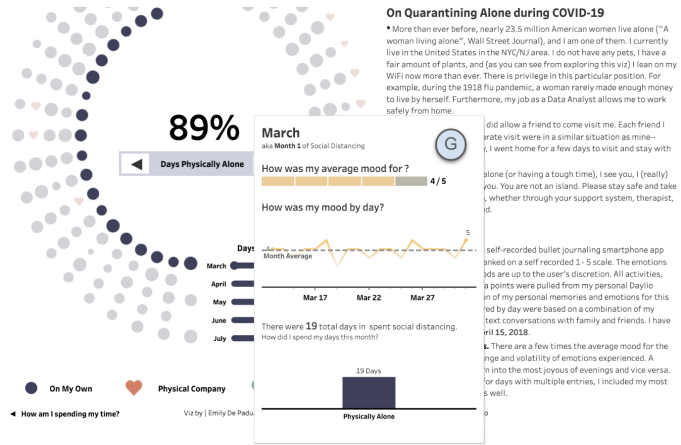 On Quarantining Alone during COVID-19
• More than ever before, nearly 23.5 million American women live alone ("A
woman living alone", Wall Street Journal), and I am one of them. I currently
live in the United States in the NYC/NJ area. I do not have any pets, I have a
fair amount of plants, and (as you can see from exploring this viz) I lean on my
WiFi now more than ever. There is privilege in this particular position. For
example, during the 1918 flu pandemic, a woman rarely made enough money
to live by herself. Furthermore, my job as a Data Analyst allows me to work
safely from home.
did allow a friend to come visit me. Each friend I
arate visit were in a similar situation as mine--
, I went home for a few days to visit and stay with
alone (or having a tough time), I see you, I (really)
you. You are not an island. Please stay safe and take
, whether through your support system, therapist,
d.
self-recorded bullet journaling smartphone app
anked on a self recorded 1 - 5 scale. The emotions
ods are up to the user's discretion. All activities,
a points were pulled from my personal Daylio
on of my personal memories and emotions for this
red by day were based on a combination of my
text conversations with family and friends. I have
ril 15, 2018.
s. There are a few times the average mood for the
nge and volatility of emotions experienced. A
n into the most joyous of evenings and vice versa.
for days with multiple entries, I included my most
s well.
89%
◄ Days Physically Alone
Days
March
April
May
June
July
On My Own
Physical Company
◄ How am I spending my time?
Viz by | Emily De Padu
March
aka Month 1 of Social Distancing
G
How was my average mood for ?
4 / 5
How was my mood by day?
4
5
Month Average
Mar 17 Mar 22 Mar 27
There were 19 total days in spent social distancing.
How did I spend my days this month?
19 Days
Physically Alone